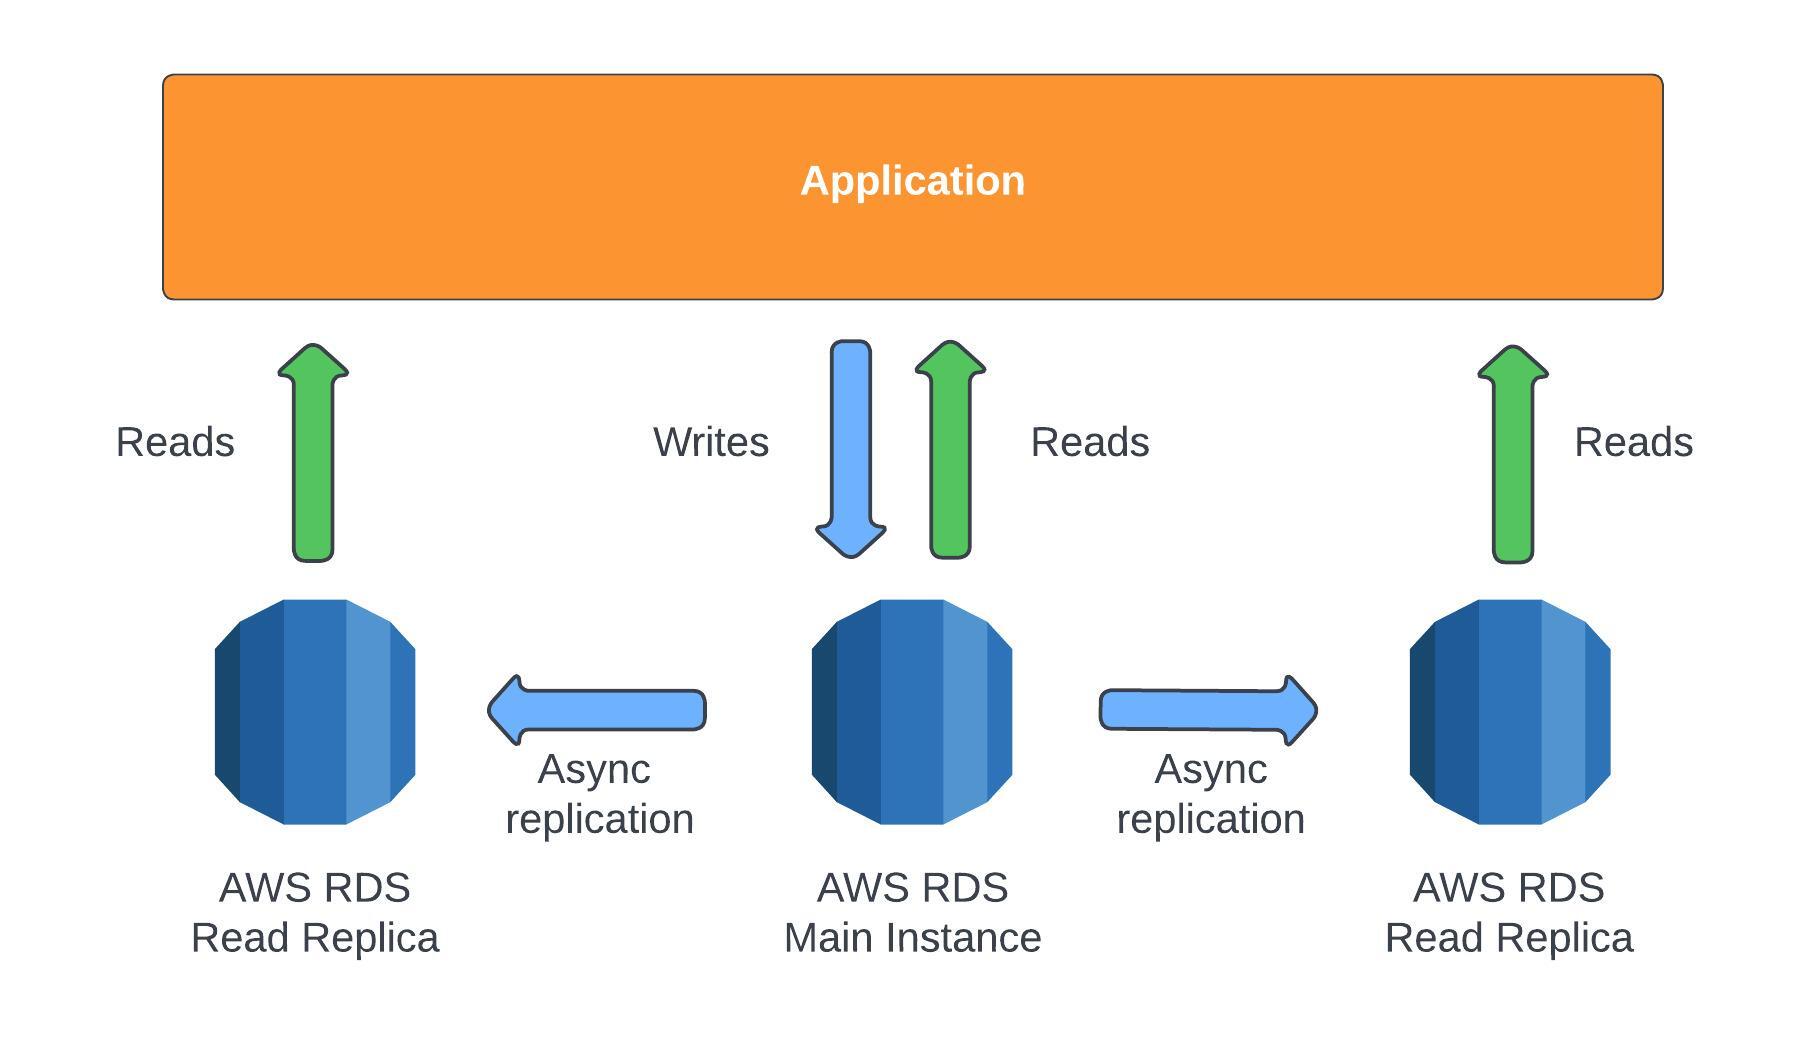 Application
Reads
Writes
Reads
Reads
Async
replication
Async
replication
AWS RDS
Read Replica
AWS RDS
Main Instance
AWS RDS
Read Replica